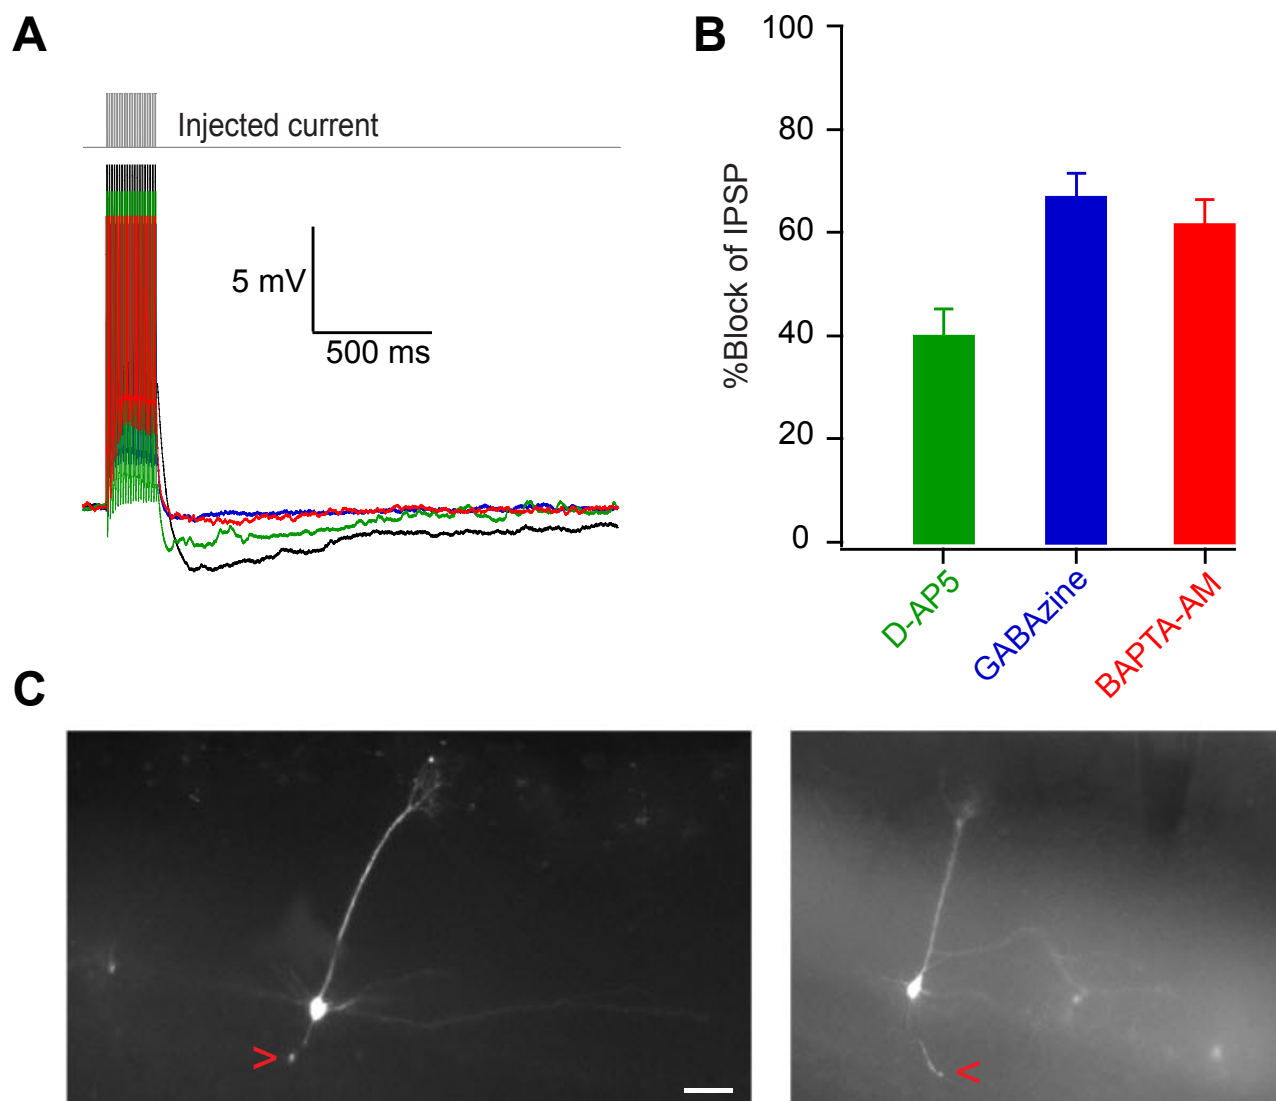 A
Injected current
5 mV
500 ms
B
%Block of IPSP
100
80
60
40
20
0
D-AP5
GABAzine
BAPTA-AM
C
>
<